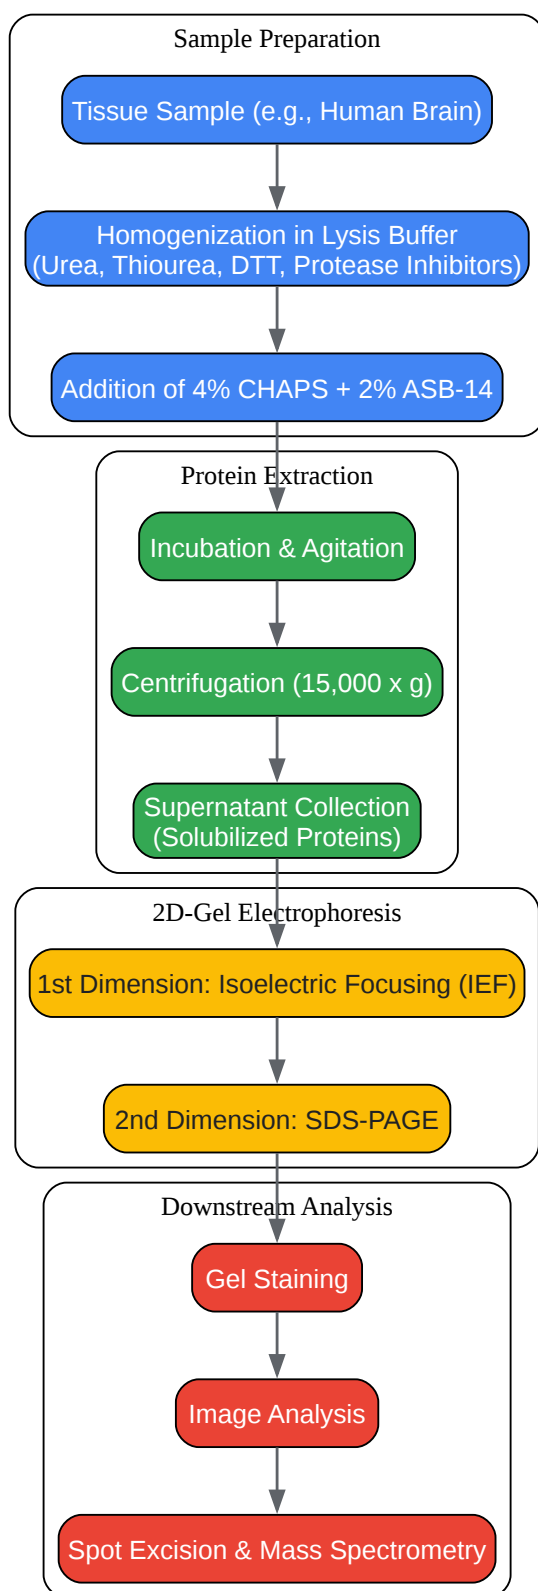 Sample Preparation
Tissue Sample (e.g., Human Brain)
Homogenization in Lysis Buffer
(Urea, Thiourea, DTT, Protease Inhibitors)
Addition of 4% CHAPS + 2% ASB-14
Protein Extraction
Incubation & Agitation
Centrifugation (15,000 x g)
Supernatant Collection
(Solubilized Proteins)
2D-Gel Electrophoresis
1st Dimension: Isoelectric Focusing (IEF)
2nd Dimension: SDS-PAGE
Downstream Analysis
Gel Staining
Image Analysis
Spot Excision & Mass Spectrometry